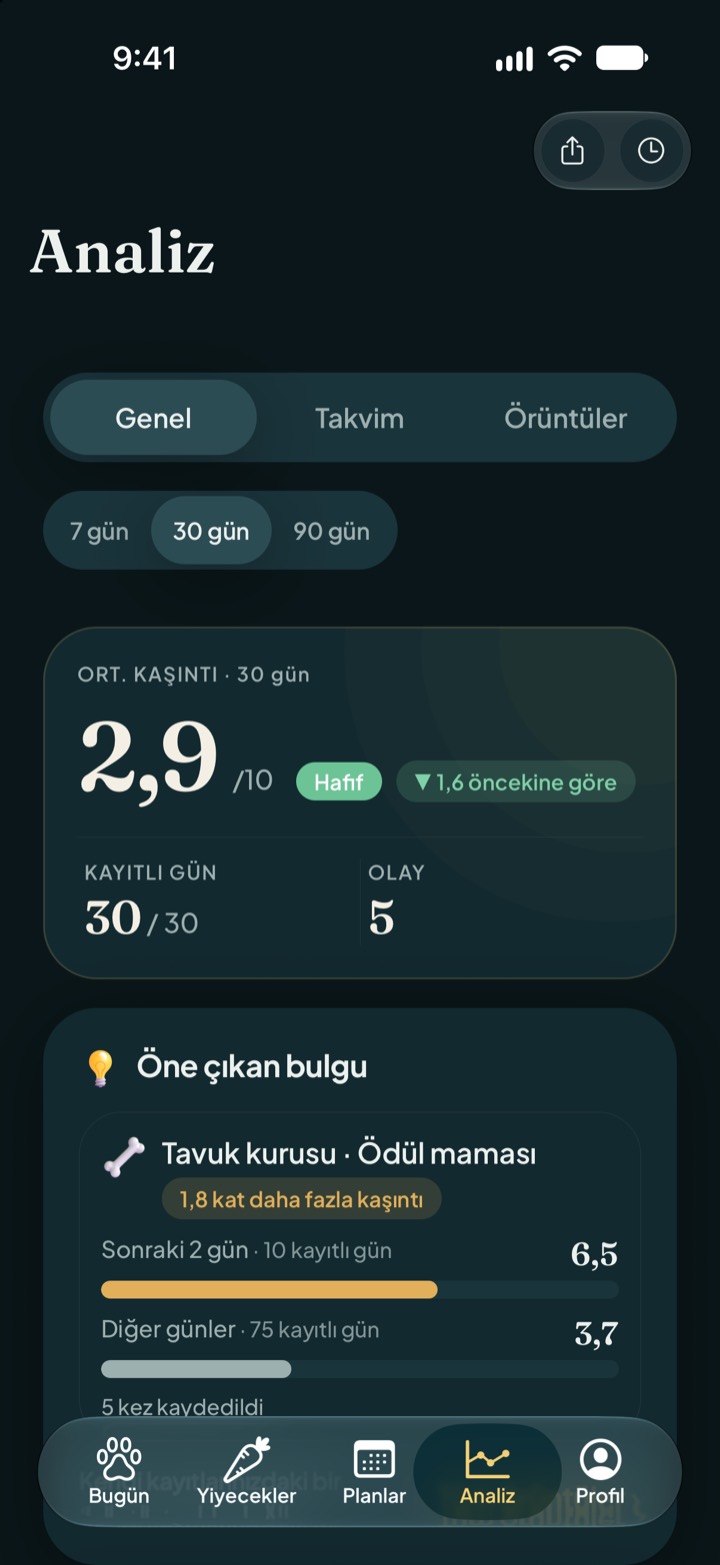 9:41
Analiz
Genel Takvim Örüntüler
7 gün 30 gün 90 gün
ORT. KAŞINTI · 30 gün
2,9 /10 Hafif ▼ 1,6 öncekine göre
KAYITLI GÜN OLAY
30 / 30 5
Öne çıkan bulgu
Tavuk kurusu · Ödül maması
1,8 kat daha fazla kaşıntı
Sonraki 2 gün · 10 kayıtlı gün 6,5
Diğer günler · 75 kayıtlı gün 3,7
5 kez kaydedildi
Bugün Yiyecekler Planlar Analiz Profil